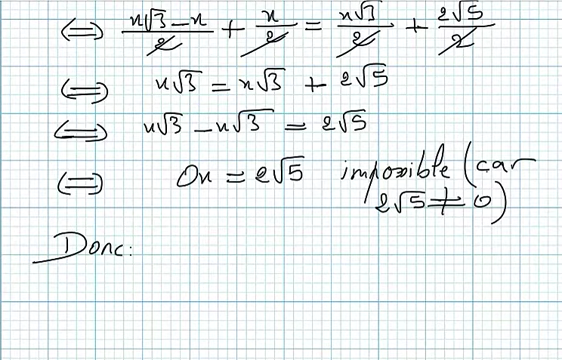 ⟺ (x√3 − x)/2 + x/2 = x√3/2 + 2√5/2
⟺ x√3 = x√3 + 2√5
⟺ x√3 − x√3 = 2√5
⟺ 0x = 2√5 impossible (car
2√5 ≠ 0)
Donc: